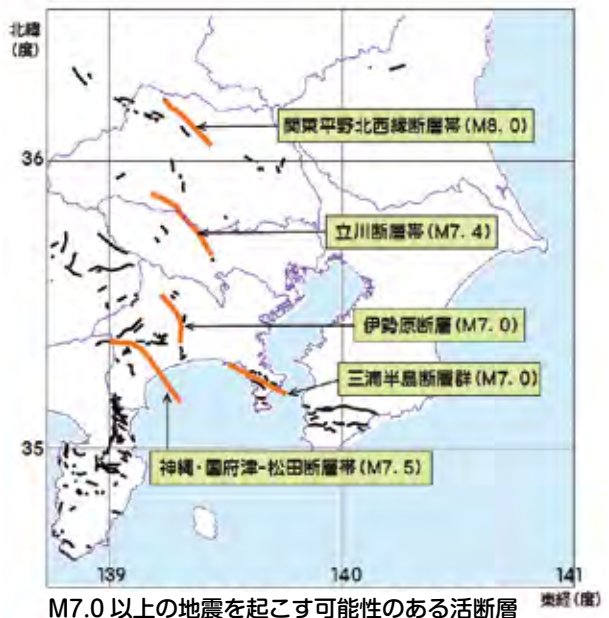 北緯
(度)
関東平野北西縁断層帯(M8.0)
36
立川断層帯(M7.4)
伊勢原断層(M7.0)
三浦半島断層群(M7.0)
35
神縄・国府津-松田断層帯(M7.5)
139
140
141
東経(度)
M7.0 以上の地震を起こす可能性のある活断層